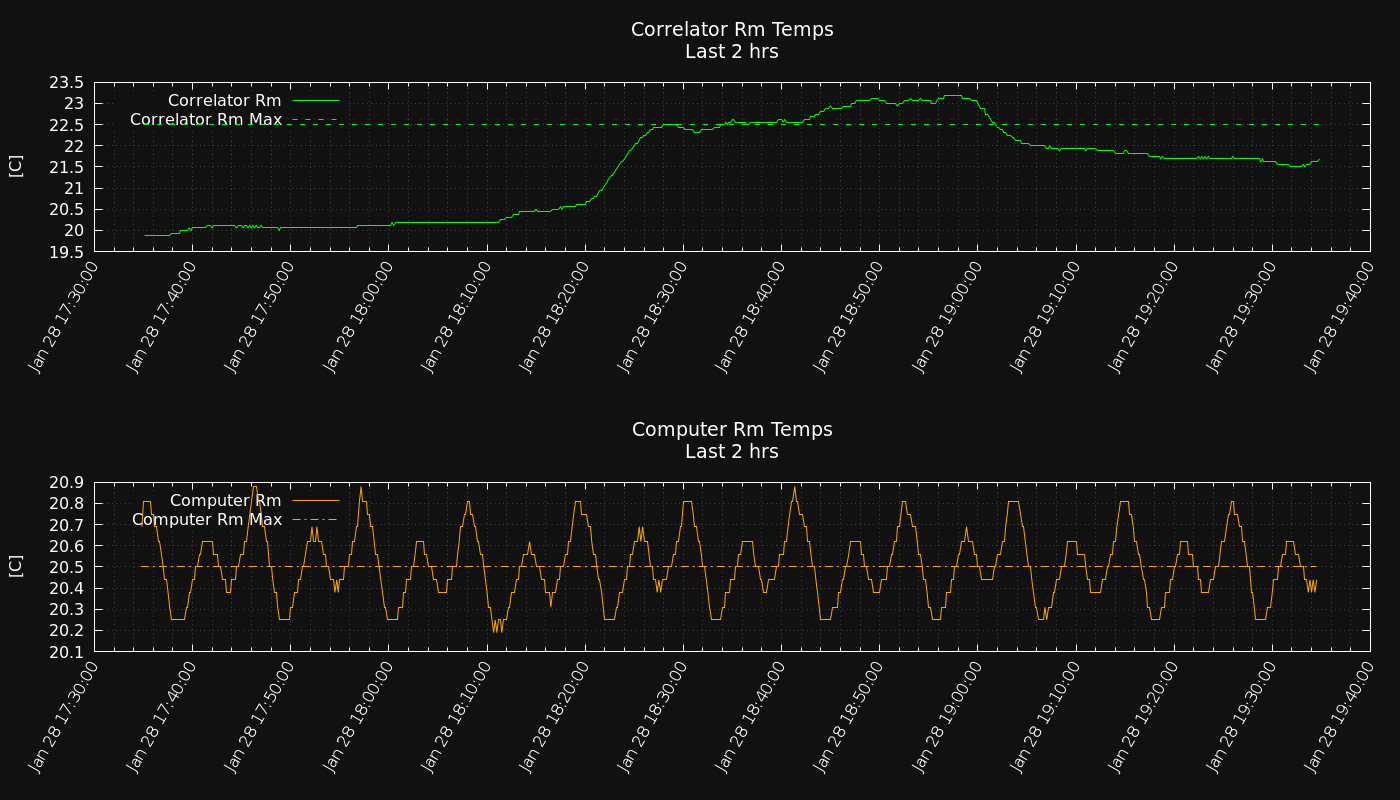 Correlator Rm Temps
Last 2 hrs
23.5
23
22.5
22
21.5
21
20.5
20
19.5
[C]
Correlator Rm
Correlator Rm Max
Jan 28 17:30:00
Jan 28 17:40:00
Jan 28 17:50:00
Jan 28 18:00:00
Jan 28 18:10:00
Jan 28 18:20:00
Jan 28 18:30:00
Jan 28 18:40:00
Jan 28 18:50:00
Jan 28 19:00:00
Jan 28 19:10:00
Jan 28 19:20:00
Jan 28 19:30:00
Jan 28 19:40:00
Computer Rm Temps
Last 2 hrs
20.9
20.8
20.7
20.6
20.5
20.4
20.3
20.2
20.1
[C]
Computer Rm
Computer Rm Max
Jan 28 17:30:00
Jan 28 17:40:00
Jan 28 17:50:00
Jan 28 18:00:00
Jan 28 18:10:00
Jan 28 18:20:00
Jan 28 18:30:00
Jan 28 18:40:00
Jan 28 18:50:00
Jan 28 19:00:00
Jan 28 19:10:00
Jan 28 19:20:00
Jan 28 19:30:00
Jan 28 19:40:00